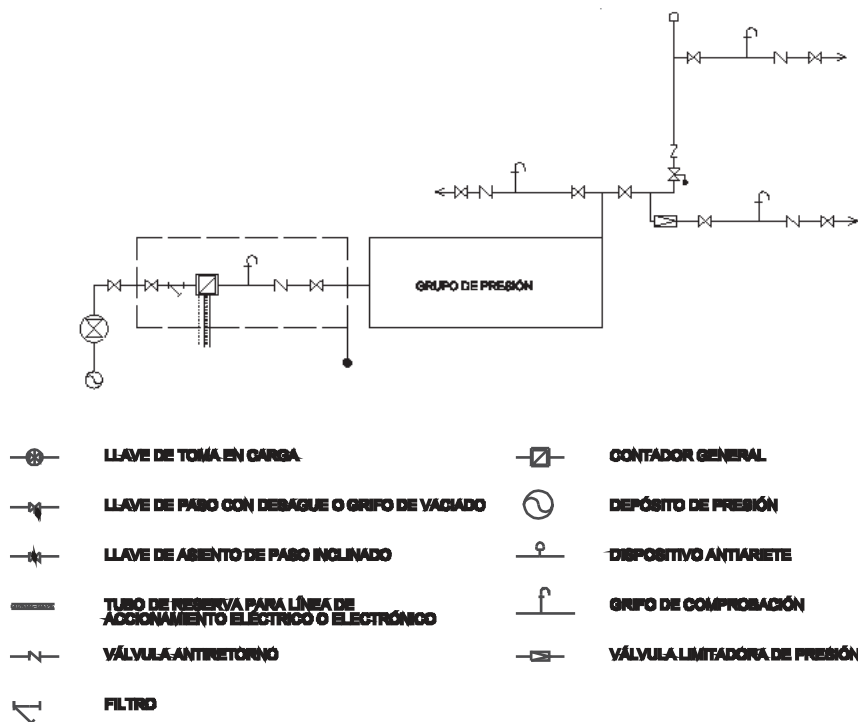 GRUPO DE PRESIÓN
LLAVE DE TOMA EN CARGA
CONTADOR GENERAL
LLAVE DE PASO CON DESAGUE O GRIFO DE VACIADO
DEPÓSITO DE PRESIÓN
LLAVE DE ASIENTO DE PASO INCLINADO
DISPOSITIVO ANTIARIETE
TUBO DE RESERVA PARA LÍNEA DE
ACCIONAMIENTO ELÉCTRICO O ELECTRÓNICO
GRIFO DE COMPROBACIÓN
VÁLVULA ANTIRETORNO
VÁLVULA LIMITADORA DE PRESIÓN
FILTRO